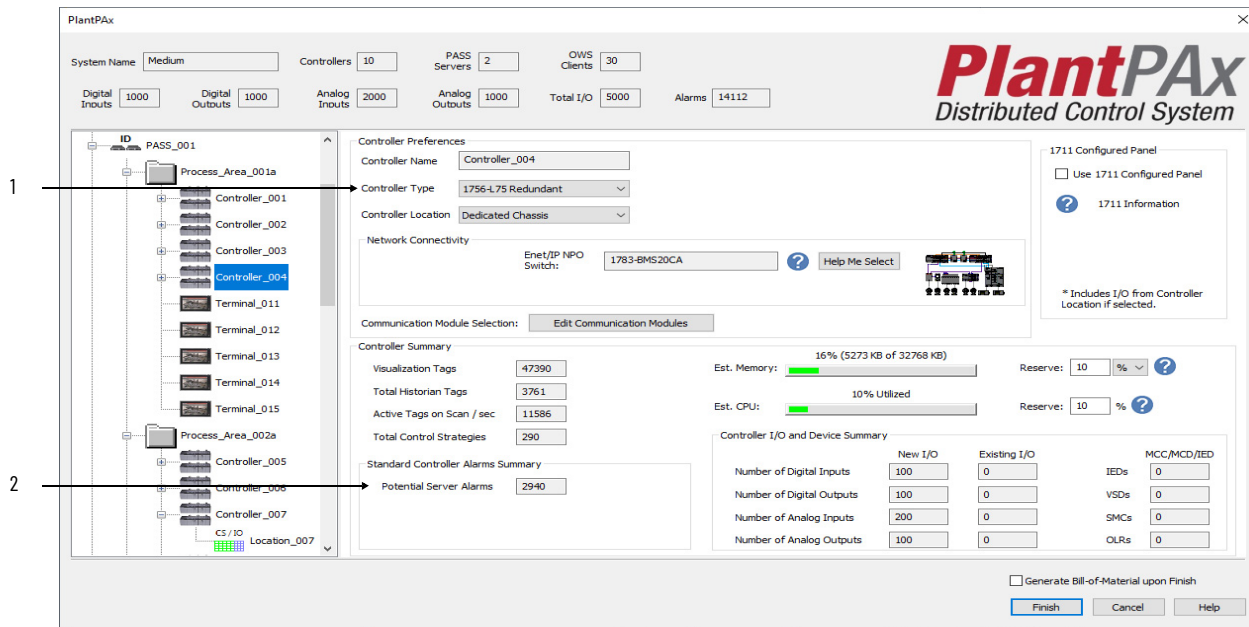 PlantPAx
System Name Medium Controllers 10 PASS Servers 2 OWS Clients 30
Digital Inputs 1000 Digital Outputs 1000 Analog Inputs 2000 Analog Outputs 1000 Total I/O 5000 Alarms 14112
PlantPAx
Distributed Control System
ID PASS_001
Process_Area_001a
Controller_001
Controller_002
Controller_003
Controller_004
Terminal_011
Terminal_012
Terminal_013
Terminal_014
Terminal_015
Process_Area_002a
Controller_005
Controller_006
Controller_007
CS / IO Location_007
1
2
Controller Preferences
Controller Name Controller_004
Controller Type 1756-L75 Redundant
Controller Location Dedicated Chassis
Network Connectivity
Enet/IP NPO Switch: 1783-BMS20CA ? Help Me Select
Communication Module Selection: Edit Communication Modules
1711 Configured Panel
Use 1711 Configured Panel
? 1711 Information
* Includes I/O from Controller
Location if selected.
Controller Summary
Visualization Tags 47390
Total Historian Tags 3761
Active Tags on Scan / sec 11586
Total Control Strategies 290
Standard Controller Alarms Summary
Potential Server Alarms 2940
16% (5273 KB of 32768 KB)
Est. Memory: Reserve: 10 % ?
10% Utilized
Est. CPU: Reserve: 10 % ?
Controller I/O and Device Summary
New I/O Existing I/O MCC/MCD/IED
Number of Digital Inputs 100 0 IEDs 0
Number of Digital Outputs 100 0 VSDs 0
Number of Analog Inputs 200 0 SMCs 0
Number of Analog Outputs 100 0 OLRs 0
Generate Bill-of-Material upon Finish
Finish Cancel Help